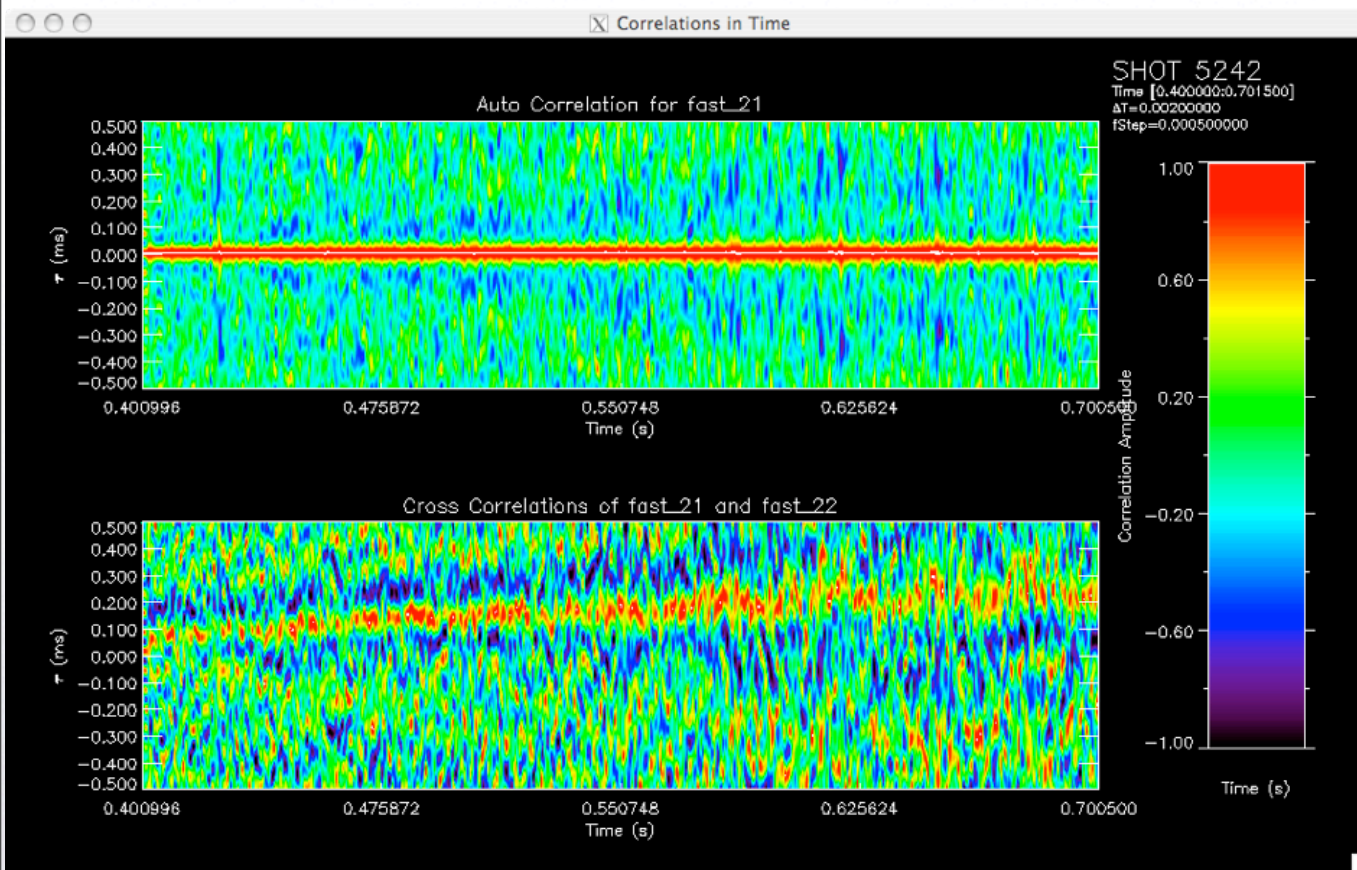 Correlations in Time
SHOT 5242
Time [0.400000:0.701500]
ΔT=0.00200000
fStep=0.000500000
Auto Correlation for fast_21
0.500
0.400
0.300
0.200
0.100
0.000
−0.100
−0.200
−0.300
−0.400
−0.500
τ (ms)
0.400996 0.475872 0.550748 0.625624 0.700500
Time (s)
Cross Correlations of fast_21 and fast_22
0.500
0.400
0.300
0.200
0.100
0.000
−0.100
−0.200
−0.300
−0.400
−0.500
τ (ms)
0.400996 0.475872 0.550748 0.625624 0.700500
Time (s)
1.00
0.60
0.20
−0.20
−0.60
−1.00
Correlation Amplitude
Time (s)